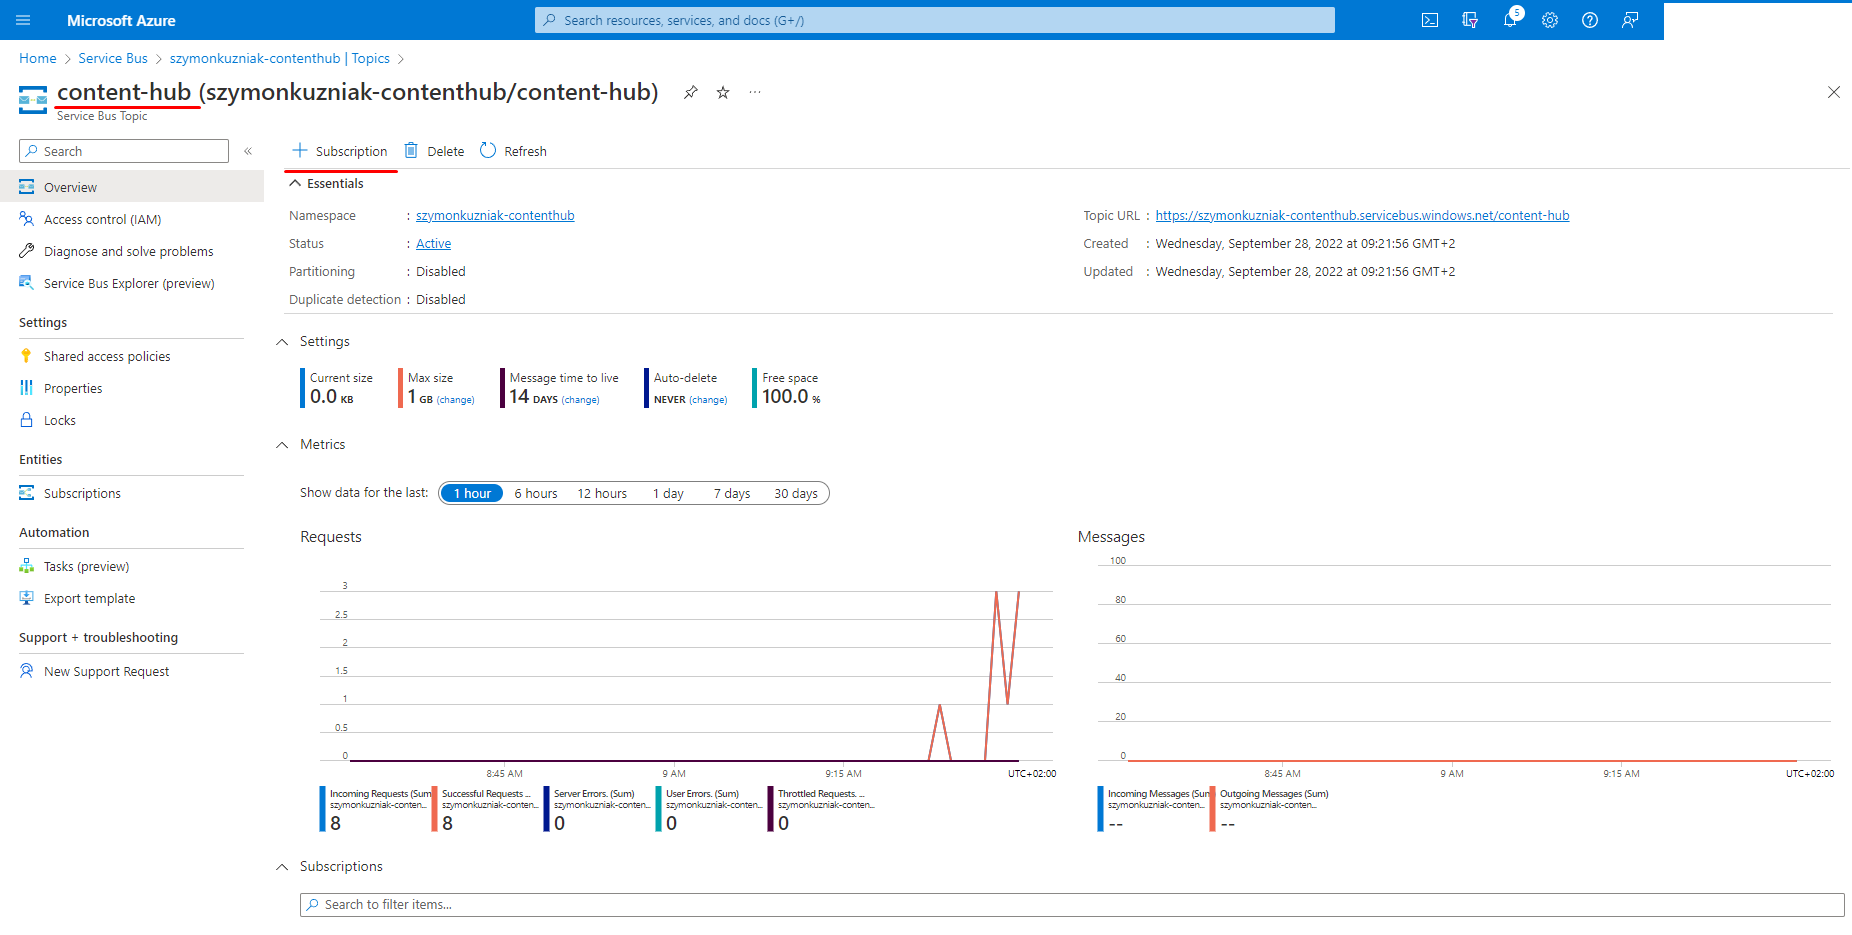 Microsoft Azure
Search resources, services, and docs (G+/)
5
Home > Service Bus > szymonkuzniak-contenthub | Topics >
content-hub (szymonkuzniak-contenthub/content-hub)
Service Bus Topic
Search
Overview
Access control (IAM)
Diagnose and solve problems
Service Bus Explorer (preview)
Settings
Shared access policies
Properties
Locks
Entities
Subscriptions
Automation
Tasks (preview)
Export template
Support + troubleshooting
New Support Request
Subscription Delete Refresh
Essentials
Namespace : szymonkuzniak-contenthub
Status : Active
Partitioning : Disabled
Duplicate detection : Disabled
Topic URL : https://szymonkuzniak-contenthub.servicebus.windows.net/content-hub
Created : Wednesday, September 28, 2022 at 09:21:56 GMT+2
Updated : Wednesday, September 28, 2022 at 09:21:56 GMT+2
Settings
Current size
0.0 KB
Max size
1 GB (change)
Message time to live
14 DAYS (change)
Auto-delete
NEVER (change)
Free space
100.0 %
Metrics
Show data for the last: 1 hour 6 hours 12 hours 1 day 7 days 30 days
Requests
3
2.5
2
1.5
1
0.5
0
8:45 AM 9 AM 9:15 AM UTC+02:00
Incoming Requests (Sum
szymonkuzniak-conten...
8
Successful Requests ...
szymonkuzniak-conten...
8
Server Errors. (Sum)
szymonkuzniak-conten...
0
User Errors. (Sum)
szymonkuzniak-conten...
0
Throttled Requests. ...
szymonkuzniak-conten...
0
Messages
100
80
60
40
20
0
8:45 AM 9 AM 9:15 AM UTC+02:00
Incoming Messages (Sum
szymonkuzniak-conten...
--
Outgoing Messages (Sum)
szymonkuzniak-conten...
--
Subscriptions
Search to filter items...